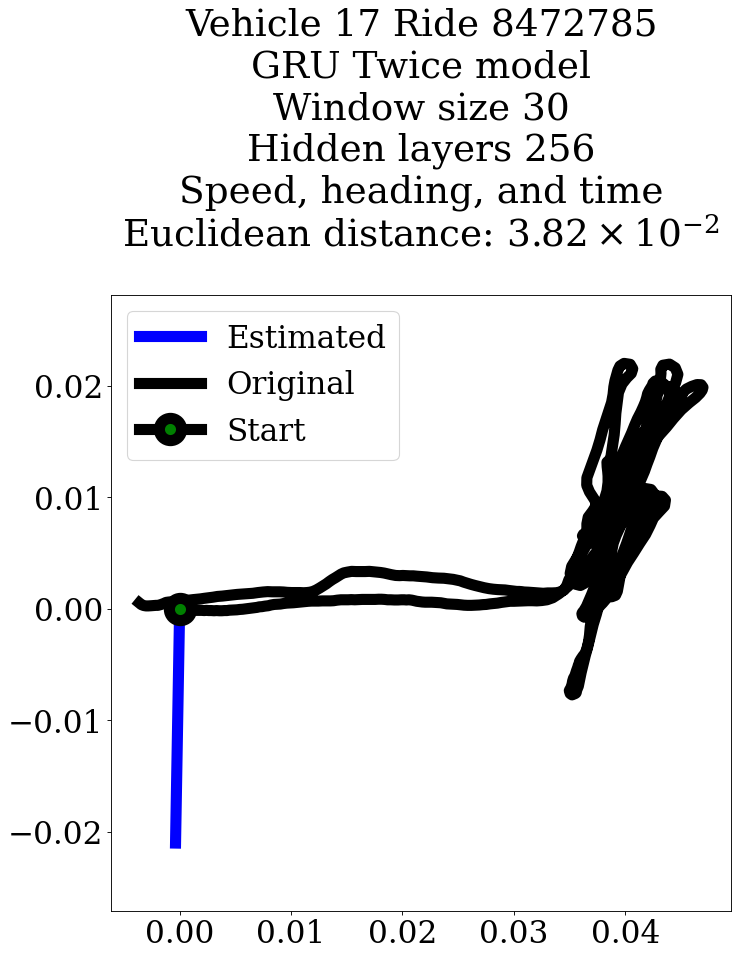 Vehicle 17 Ride 8472785
GRU Twice model
Window size 30
Hidden layers 256
Speed, heading, and time
Euclidean distance: 3.82 × 10⁻²
Estimated
Original
Start
0.02
0.01
0.00
−0.01
−0.02
0.00 0.01 0.02 0.03 0.04